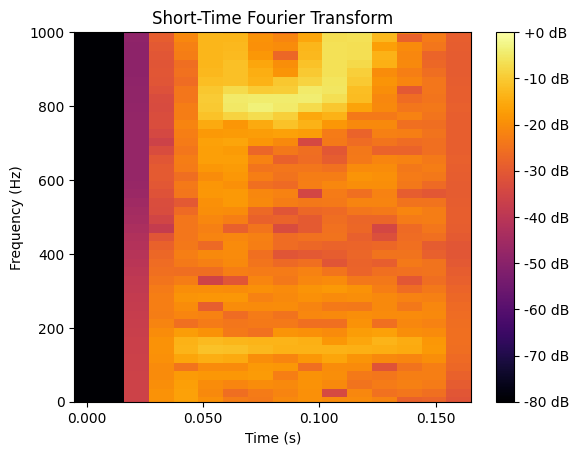 Short-Time Fourier Transform
1000
800
600
400
200
0
Frequency (Hz)
0.000
0.050
0.100
0.150
Time (s)
+0 dB
-10 dB
-20 dB
-30 dB
-40 dB
-50 dB
-60 dB
-70 dB
-80 dB